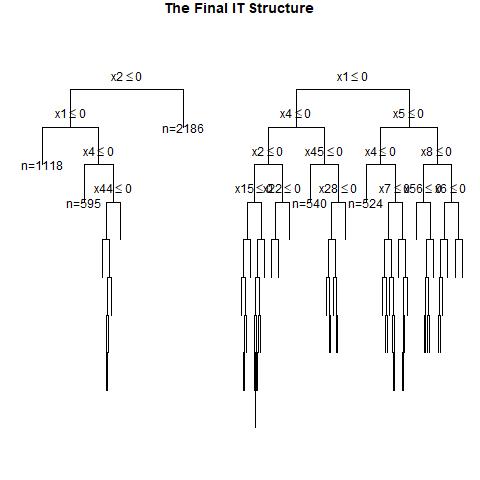 The Final IT Structure
x2 ≤ 0
x1 ≤ 0
x1 ≤ 0
x4 ≤ 0
x5 ≤ 0
n=2186
n=1118
x4 ≤ 0
x2 ≤ 0
x45 ≤ 0
x4 ≤ 0
x8 ≤ 0
x44 ≤ 0
x15 ≤ 0
x22 ≤ 0
x28 ≤ 0
x7 ≤ 0
x56 ≤ 0
x6 ≤ 0
n=595
n=540
n=524